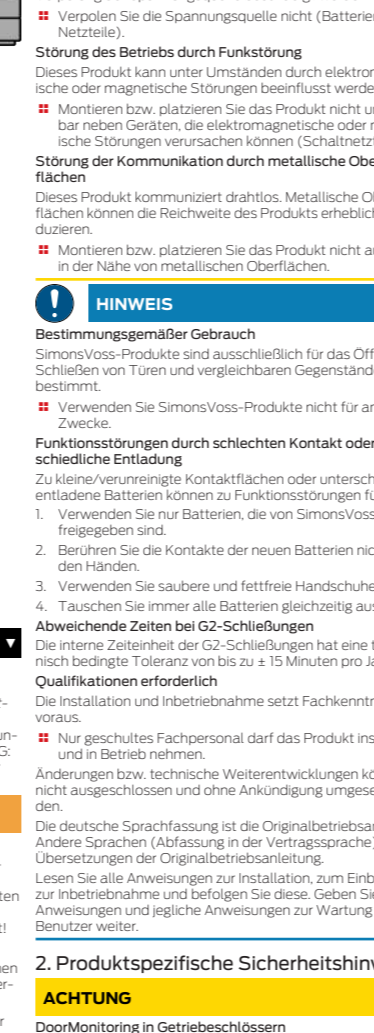 Verpolen Sie die Spannungsquelle nicht (Batterien
Netzteile).
Störung des Betriebs durch Funkstörung
Dieses Produkt kann unter Umständen durch elektrom
ische oder magnetische Störungen beeinflusst werde
Montieren bzw. platzieren Sie das Produkt nicht u
bar neben Geräten, die elektromagnetische oder m
ische Störungen verursachen können (Schaltnetzt
Störung der Kommunikation durch metallische Obe
flächen
Dieses Produkt kommuniziert drahtlos. Metallische O
flächen können die Reichweite des Produkts erheblich
duzieren.
Montieren bzw. platzieren Sie das Produkt nicht a
in der Nähe von metallischen Oberflächen.
HINWEIS
Bestimmungsgemäßer Gebrauch
SimonsVoss-Produkte sind ausschließlich für das Öff
Schließen von Türen und vergleichbaren Gegenstände
bestimmt.
Verwenden Sie SimonsVoss-Produkte nicht für an
Zwecke.
Funktionsstörungen durch schlechten Kontakt oder
schiedliche Entladung
Zu kleine/verunreinigte Kontaktflächen oder untersch
entladene Batterien können zu Funktionsstörungen fü
1. Verwenden Sie nur Batterien, die von SimonsVoss
freigegeben sind.
2. Berühren Sie die Kontakte der neuen Batterien nic
den Händen.
3. Verwenden Sie saubere und fettfreie Handschuhe
4. Tauschen Sie immer alle Batterien gleichzeitig aus
Abweichende Zeiten bei G2-Schließungen
Die interne Zeiteinheit der G2-Schließungen hat eine t
nisch bedingte Toleranz von bis zu ± 15 Minuten pro Ja
Qualifikationen erforderlich
Die Installation und Inbetriebnahme setzt Fachkenntn
voraus.
Nur geschultes Fachpersonal darf das Produkt ins
und in Betrieb nehmen.
Änderungen bzw. technische Weiterentwicklungen kö
nicht ausgeschlossen und ohne Ankündigung umgese
den.
Die deutsche Sprachfassung ist die Originalbetriebsan
Andere Sprachen (Abfassung in der Vertragssprache)
Übersetzungen der Originalbetriebsanleitung.
Lesen Sie alle Anweisungen zur Installation, zum Einb
zur Inbetriebnahme und befolgen Sie diese. Geben Sie
Anweisungen und jegliche Anweisungen zur Wartung
Benutzer weiter.
2. Produktspezifische Sicherheitshinw
ACHTUNG
DoorMonitoring in Getriebeschlössern